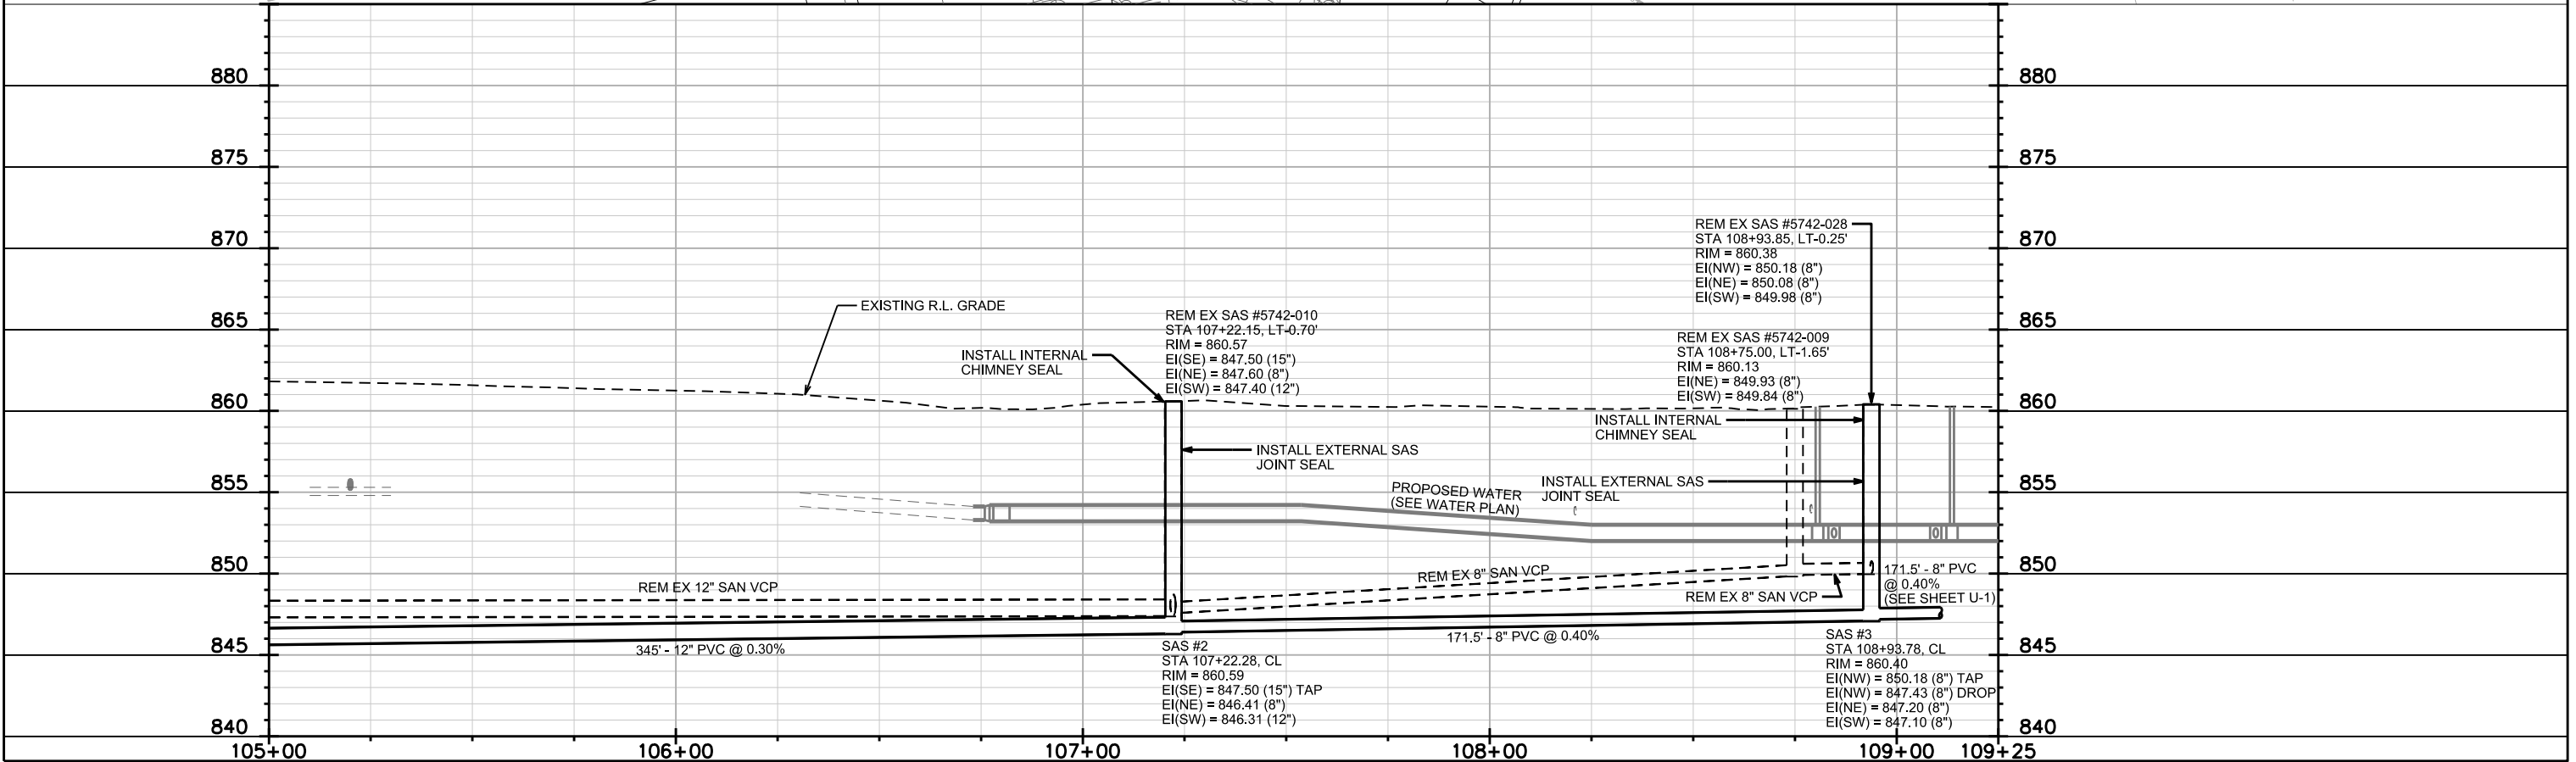 880
880
875
875
REM EX SAS #5742-028
STA 108+93.85, LT-0.25'
RIM = 860.38
EI(NW) = 850.18 (8")
EI(NE) = 850.08 (8")
EI(SW) = 849.98 (8")
870
870
EXISTING R.L. GRADE
REM EX SAS #5742-010
STA 107+22.15, LT-0.70'
RIM = 860.57
EI(SE) = 847.50 (15")
EI(NE) = 847.60 (8")
EI(SW) = 847.40 (12")
865
865
REM EX SAS #5742-009
STA 108+75.00, LT-1.65'
RIM = 860.13
EI(NE) = 849.93 (8")
EI(SW) = 849.84 (8")
INSTALL INTERNAL
CHIMNEY SEAL
860
860
INSTALL INTERNAL
CHIMNEY SEAL
INSTALL EXTERNAL SAS
JOINT SEAL
855
855
PROPOSED WATER
(SEE WATER PLAN)
INSTALL EXTERNAL SAS
JOINT SEAL
850
850
REM EX 12" SAN VCP
REM EX 8" SAN VCP
REM EX 8" SAN VCP
171.5' - 8" PVC
@ 0.40%
(SEE SHEET U-1)
845
845
345' - 12" PVC @ 0.30%
171.5' - 8" PVC @ 0.40%
SAS #2
STA 107+22.28, CL
RIM = 860.59
EI(SE) = 847.50 (15") TAP
EI(NE) = 846.41 (8")
EI(SW) = 846.31 (12")
SAS #3
STA 108+93.78, CL
RIM = 860.40
EI(NW) = 850.18 (8") TAP
EI(NW) = 847.43 (8") DROP
EI(NE) = 847.20 (8")
EI(SW) = 847.10 (8")
840
840
105+00
106+00
107+00
108+00
109+00
109+25